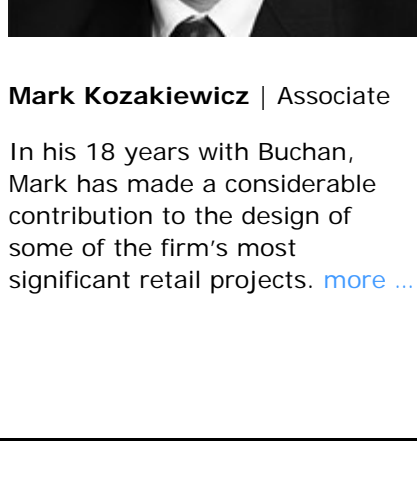 Mark Kozakiewicz | Associate
In his 18 years with Buchan,
Mark has made a considerable
contribution to the design of
some of the firm's most
significant retail projects. more ...